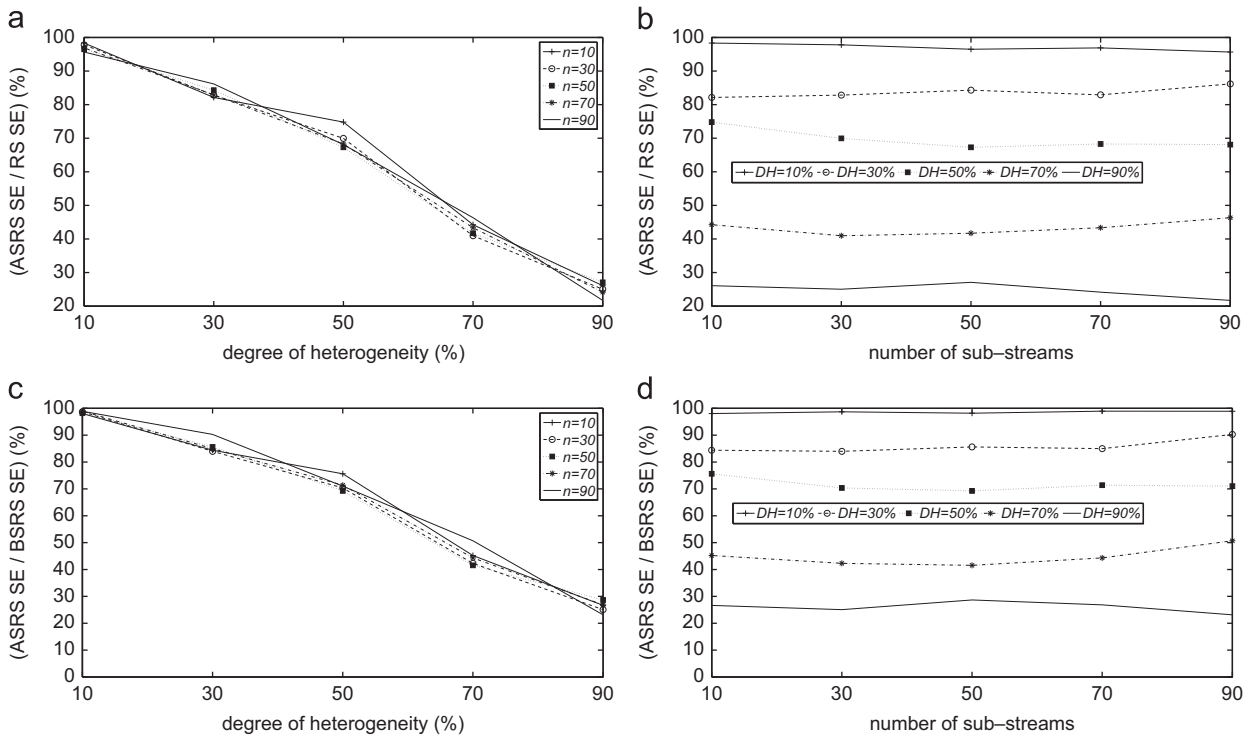 a
(ASRS SE / RS SE) (%)
100
90
80
70
60
50
40
30
20
10
30
50
70
90
degree of heterogeneity (%)
n=10
n=30
n=50
n=70
n=90
b
(ASRS SE / RS SE) (%)
100
90
80
70
60
50
40
30
20
10
30
50
70
90
number of sub–streams
DH=10% DH=30% DH=50% DH=70% DH=90%
c
(ASRS SE / BSRS SE) (%)
100
90
80
70
60
50
40
30
20
10
0
10
30
50
70
90
degree of heterogeneity (%)
n=10
n=30
n=50
n=70
n=90
d
(ASRS SE / BSRS SE) (%)
100
90
80
70
60
50
40
30
20
10
0
10
30
50
70
90
number of sub–streams
DH=10% DH=30% DH=50% DH=70% DH=90%